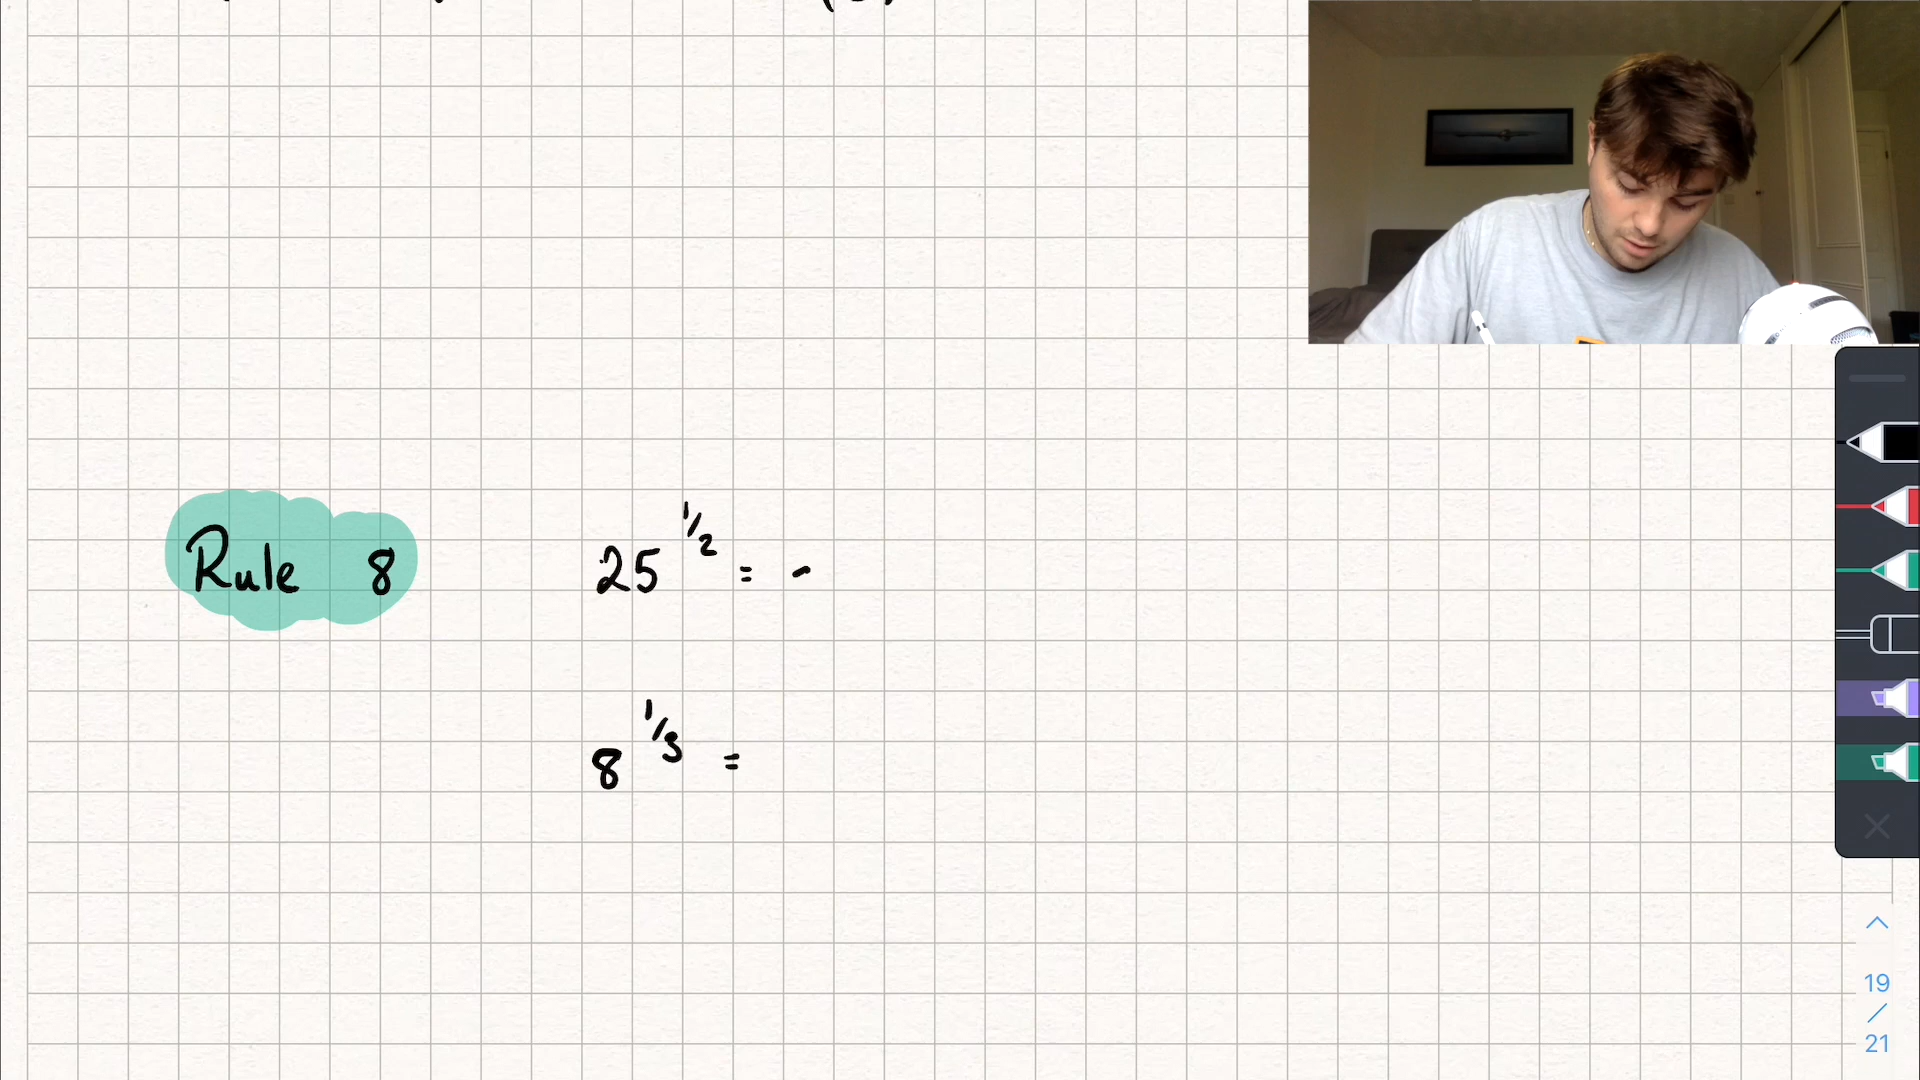 Rule 8
25^1/2 = -
8^1/3 =
19
/
21